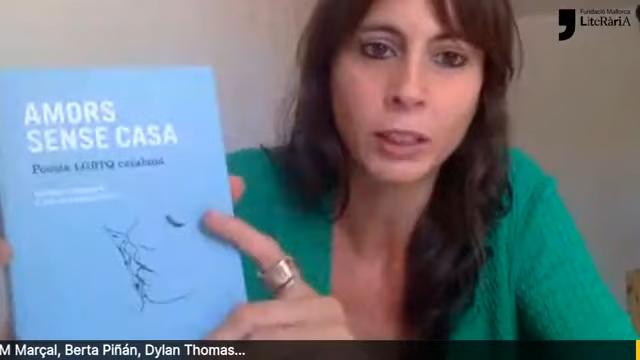 Fundació Mallorca
LiteRàriA
AMORS
SENSE CASA
Poesia LGBTQ catalana
M Marçal, Berta Piñán, Dylan Thomas...